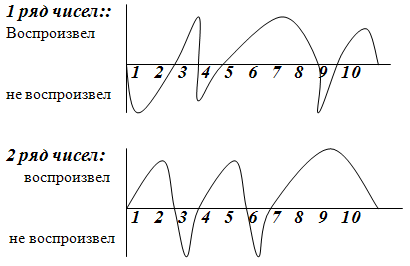 1 ряд чисел::
Воспроизвел
1 2 3 4 5 6 7 8 9 10
не воспроизвел
2 ряд чисел:
воспроизвел
1 2 3 4 5 6 7 8 9 10
не воспроизвел